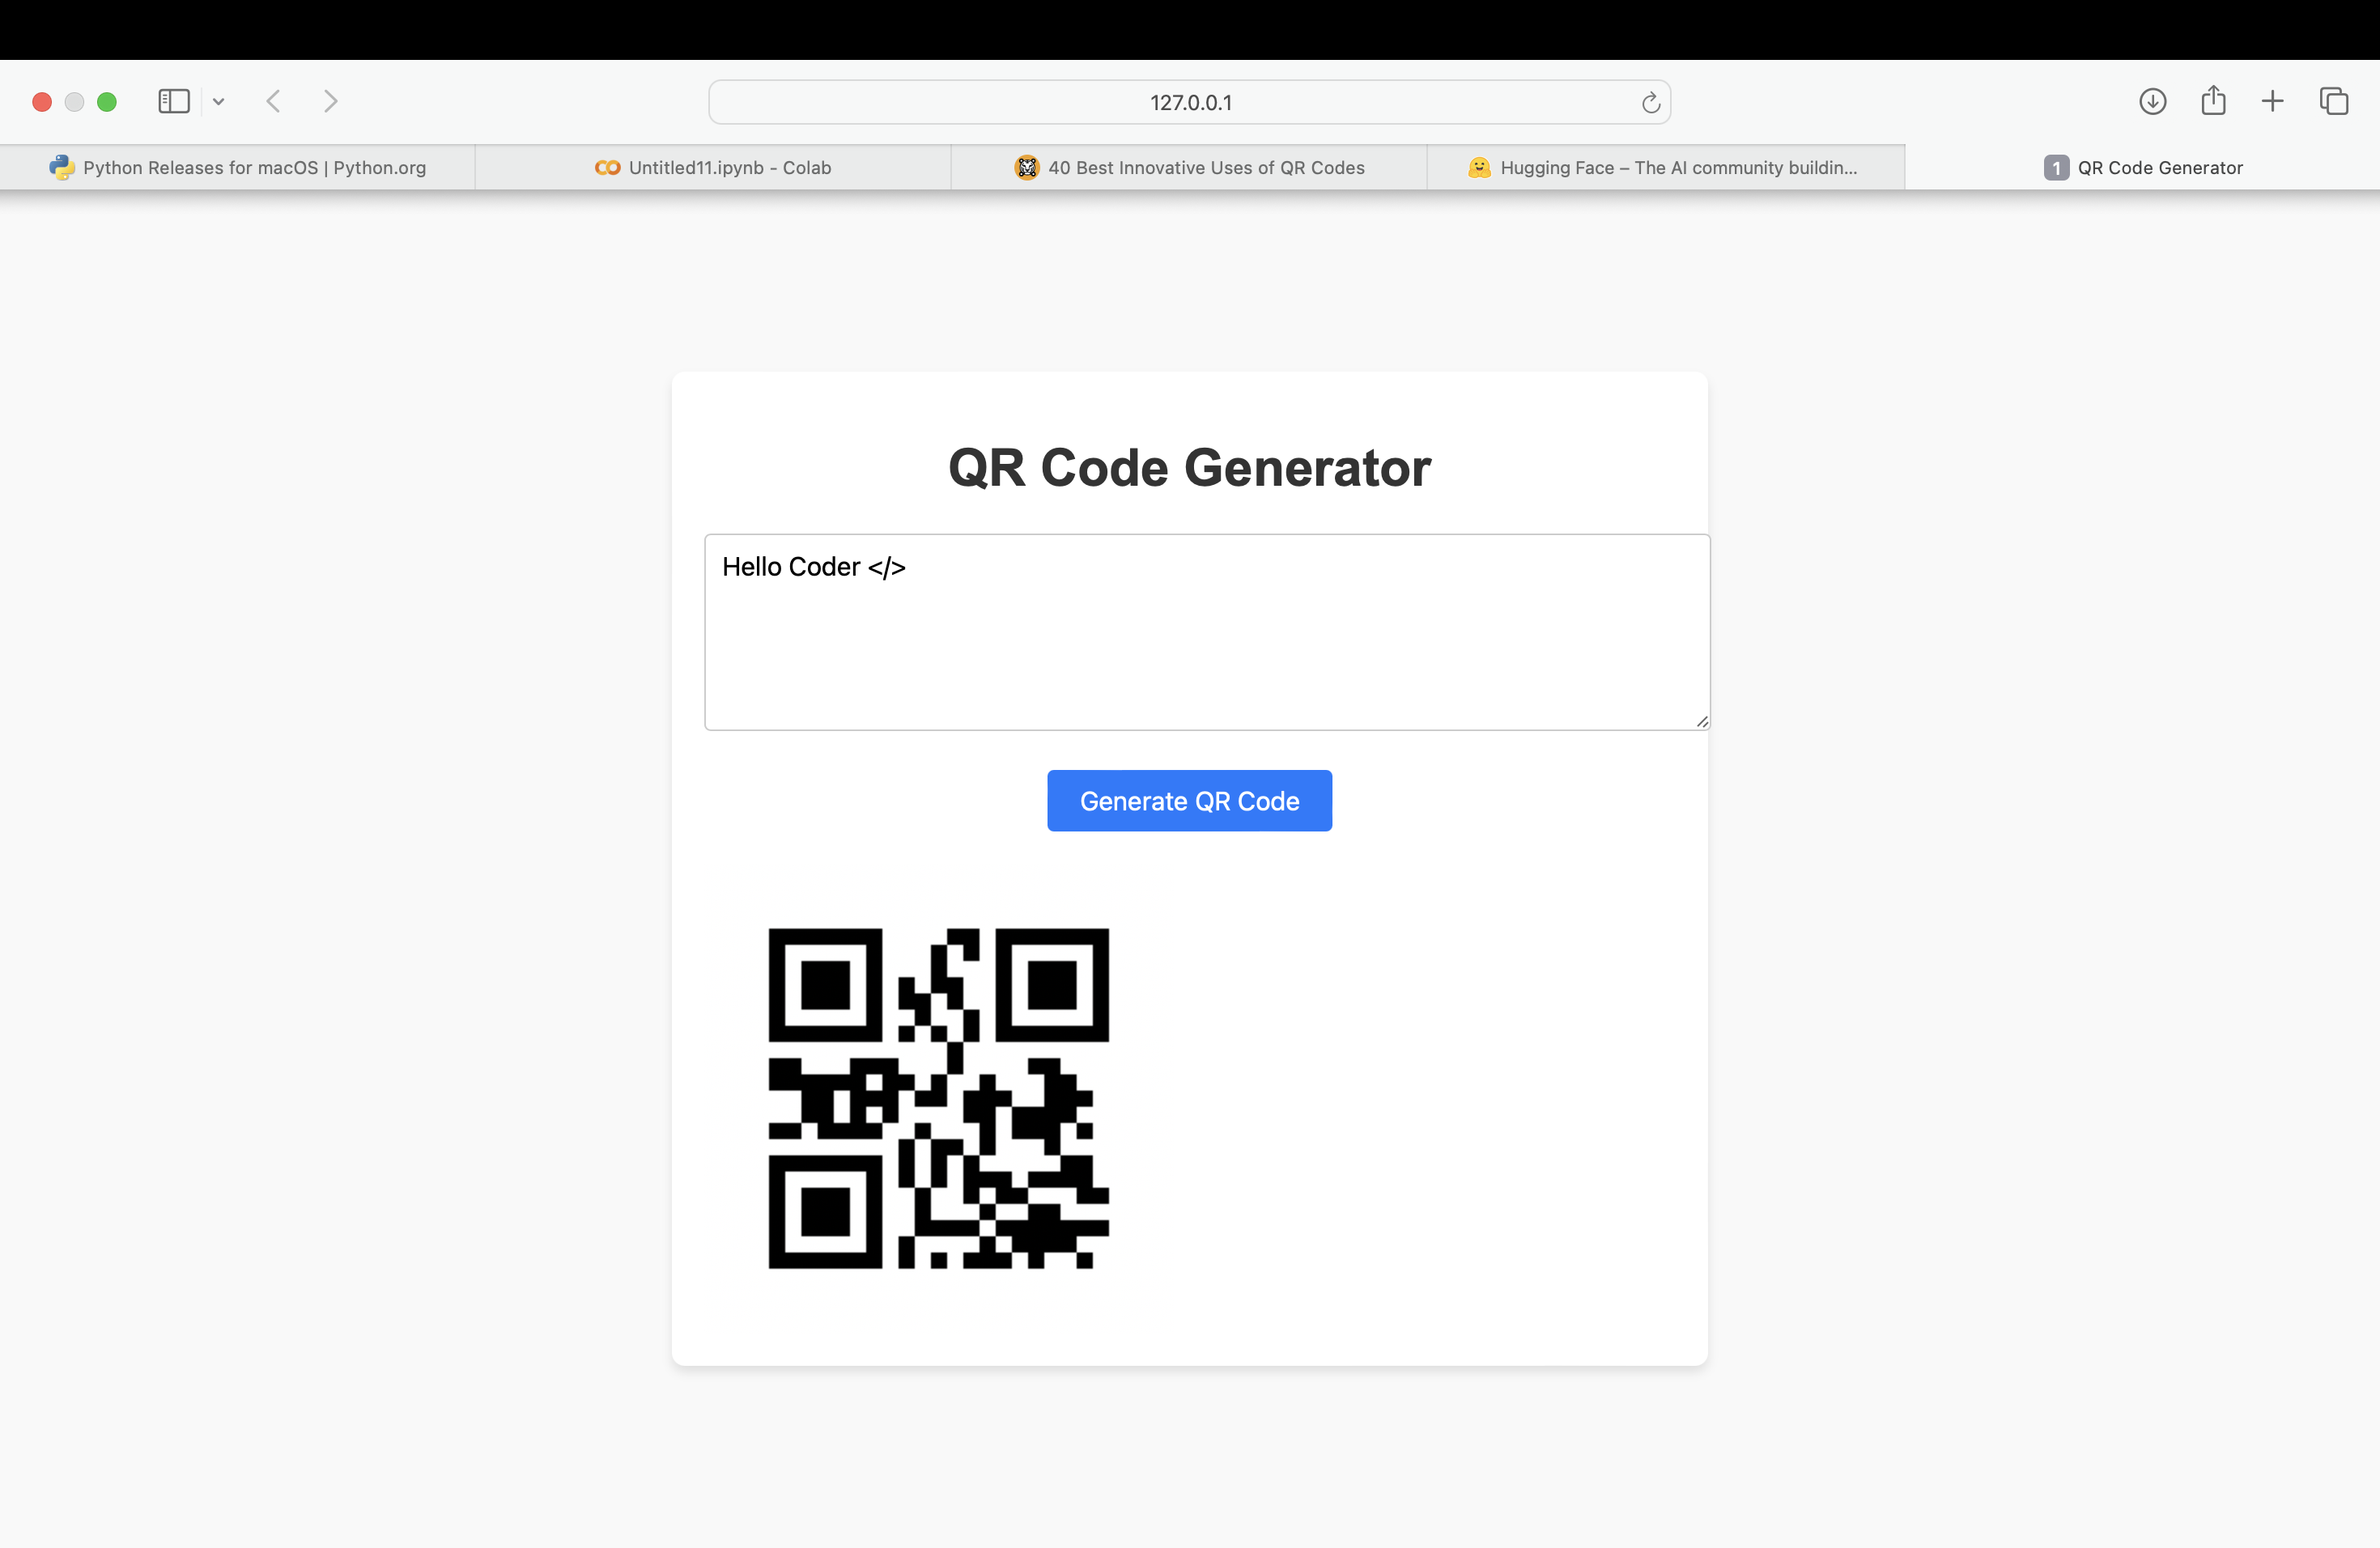 127.0.0.1
Python Releases for macOS | Python.org
Untitled11.ipynb - Colab
40 Best Innovative Uses of QR Codes
Hugging Face – The AI community buildin...
1 QR Code Generator
QR Code Generator
Hello Coder </>
Generate QR Code